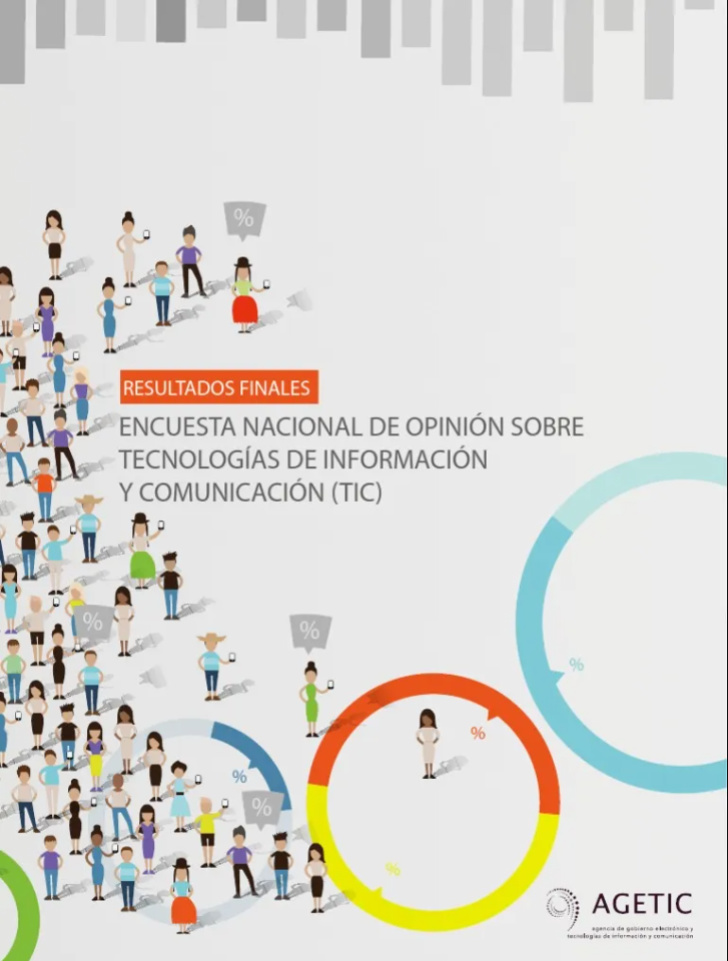 %
RESULTADOS FINALES
ENCUESTA NACIONAL DE OPINIÓN SOBRE
TECNOLOGÍAS DE INFORMACIÓN
Y COMUNICACIÓN (TIC)
%
%
%
%
%
%
%
AGETIC
agencia de gobierno electrónico y
tecnologías de información y comunicación